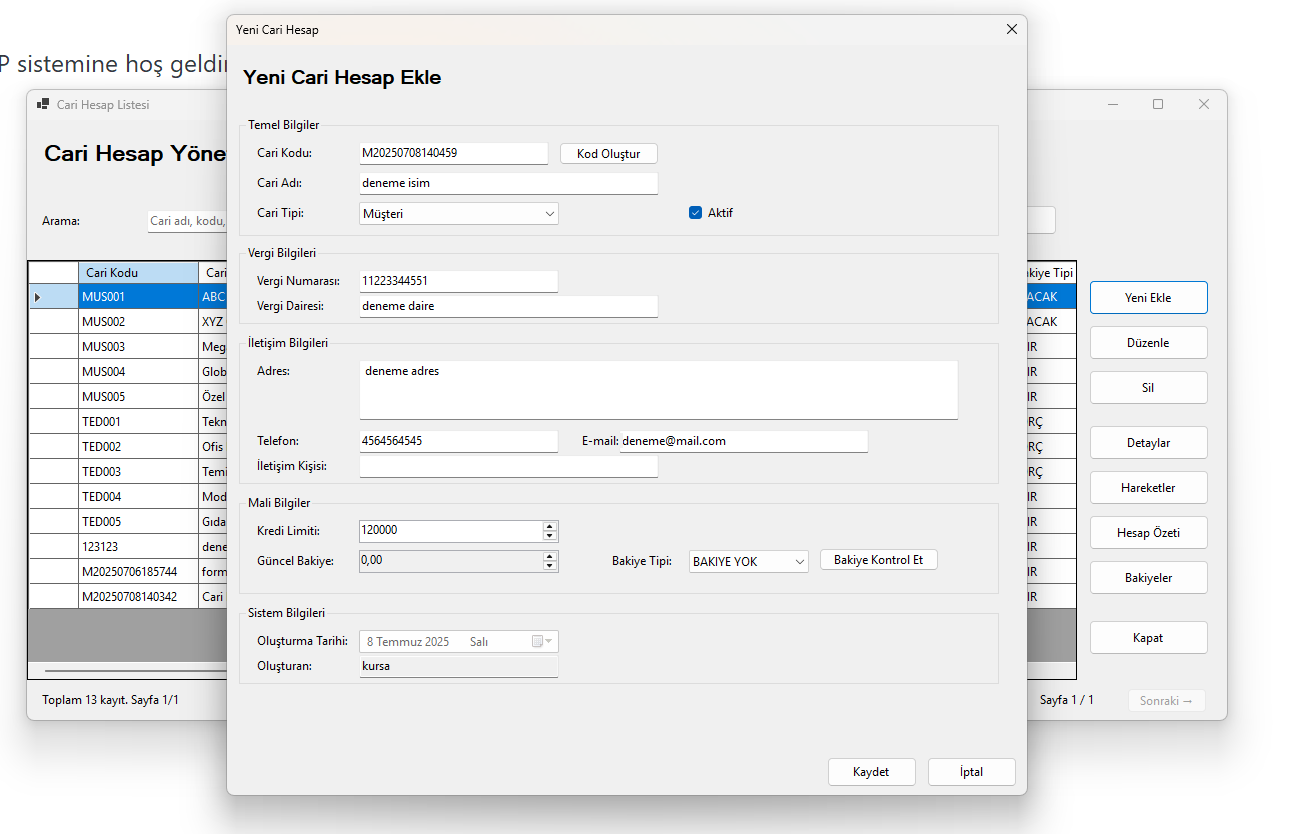 Yeni Cari Hesap
P sistemine hoş geldin
Yeni Cari Hesap Ekle
Cari Hesap Listesi
Cari Hesap Yöne
Arama:
Cari adı, kodu,
Temel Bilgiler
Cari Kodu: M20250708140459 Kod Oluştur
Cari Adı: deneme isim
Cari Tipi: Müşteri Aktif
Vergi Bilgileri
Vergi Numarası: 11223344551
Vergi Dairesi: deneme daire
İletişim Bilgileri
Adres: deneme adres
Telefon: 4564564545 E-mail: deneme@mail.com
İletişim Kişisi:
Mali Bilgiler
Kredi Limiti: 120000
Güncel Bakiye: 0,00 Bakiye Tipi: BAKIYE YOK Bakiye Kontrol Et
Sistem Bilgileri
Oluşturma Tarihi: 8 Temmuz 2025 Salı
Oluşturan: kursa
Kaydet İptal
Cari Kodu Cari kiye Tipi
MUS001 ABC ACAK
MUS002 XYZ ACAK
MUS003 Meg IR
MUS004 Glob IR
MUS005 Özel IR
TED001 Tekn RÇ
TED002 Ofis RÇ
TED003 Temi RÇ
TED004 Mod IR
TED005 Gıda IR
123123 dene IR
M20250706185744 form IR
M20250708140342 Cari IR
Yeni Ekle
Düzenle
Sil
Detaylar
Hareketler
Hesap Özeti
Bakiyeler
Kapat
Toplam 13 kayıt. Sayfa 1/1
Sayfa 1 / 1
Sonraki →